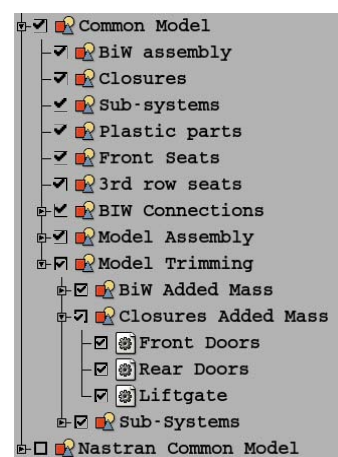 Common Model
BiW assembly
Closures
Sub-systems
Plastic parts
Front Seats
3rd row seats
BIW Connections
Model Assembly
Model Trimming
BiW Added Mass
Closures Added Mass
Front Doors
Rear Doors
Liftgate
Sub-Systems
Nastran Common Model